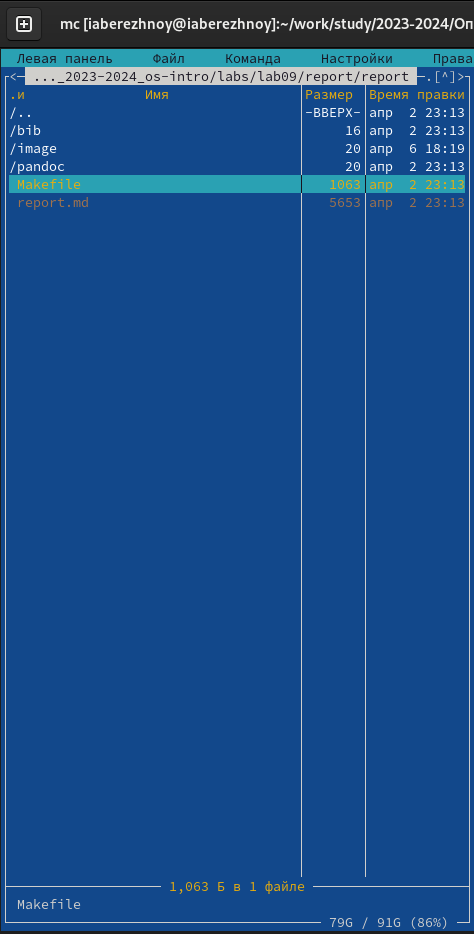 mc [iaberezhnoy@iaberezhnoy]:~/work/study/2023-2024/Оп
Левая панель Файл Команда Настройки Права
<─ ..._2023-2024_os-intro/labs/lab09/report/report ─.[^]>
.и Имя Размер Время правки
/.. -ВВЕРХ- апр 2 23:13
/bib 16 апр 2 23:13
/image 20 апр 6 18:19
/pandoc 20 апр 2 23:13
Makefile 1063 апр 2 23:13
report.md 5653 апр 2 23:13
1,063 Б в 1 файле
Makefile
79G / 91G (86%)